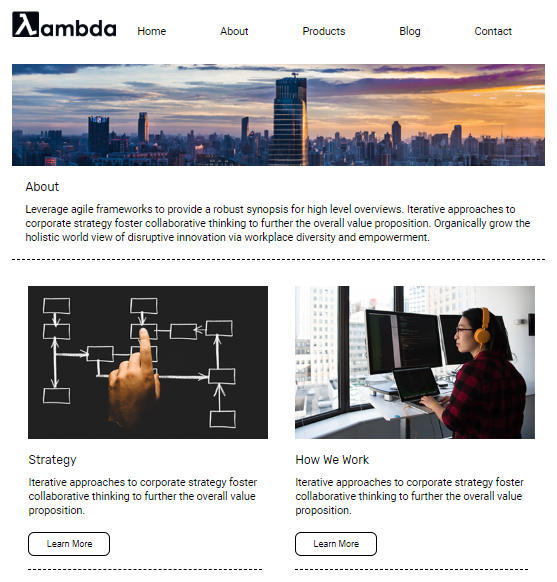 λambda
Home About Products Blog Contact
About
Leverage agile frameworks to provide a robust synopsis for high level overviews. Iterative approaches to
corporate strategy foster collaborative thinking to further the overall value proposition. Organically grow the
holistic world view of disruptive innovation via workplace diversity and empowerment.
Strategy
Iterative approaches to corporate strategy foster
collaborative thinking to further the overall value
proposition.
Learn More
How We Work
Iterative approaches to corporate strategy foster
collaborative thinking to further the overall value
proposition.
Learn More